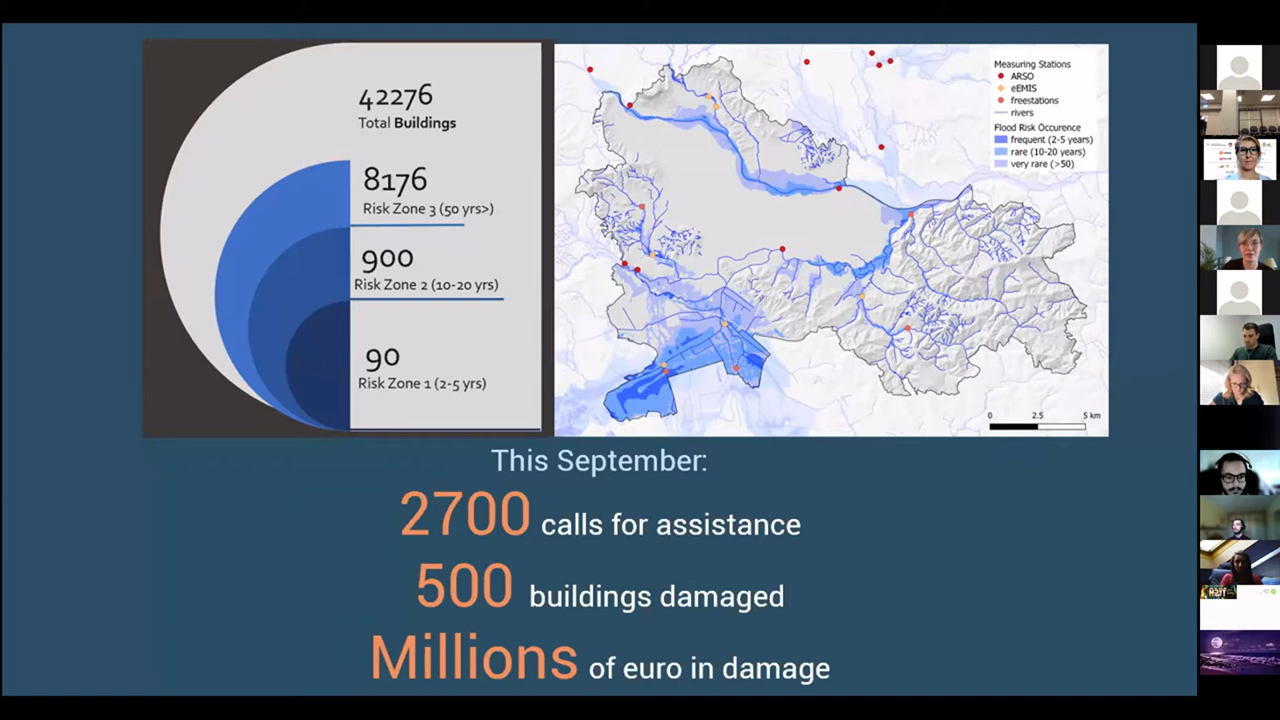 42276
Total Buildings
8176
Risk Zone 3 (50 yrs>)
900
Risk Zone 2 (10-20 yrs)
90
Risk Zone 1 (2-5 yrs)
Measuring Stations
ARSO
eEMIS
freestations
rivers
Flood Risk Occurence
frequent (2-5 years)
rare (10-20 years)
very rare (>50)
0 2.5 5 km
This September:
2700 calls for assistance
500 buildings damaged
Millions of euro in damage